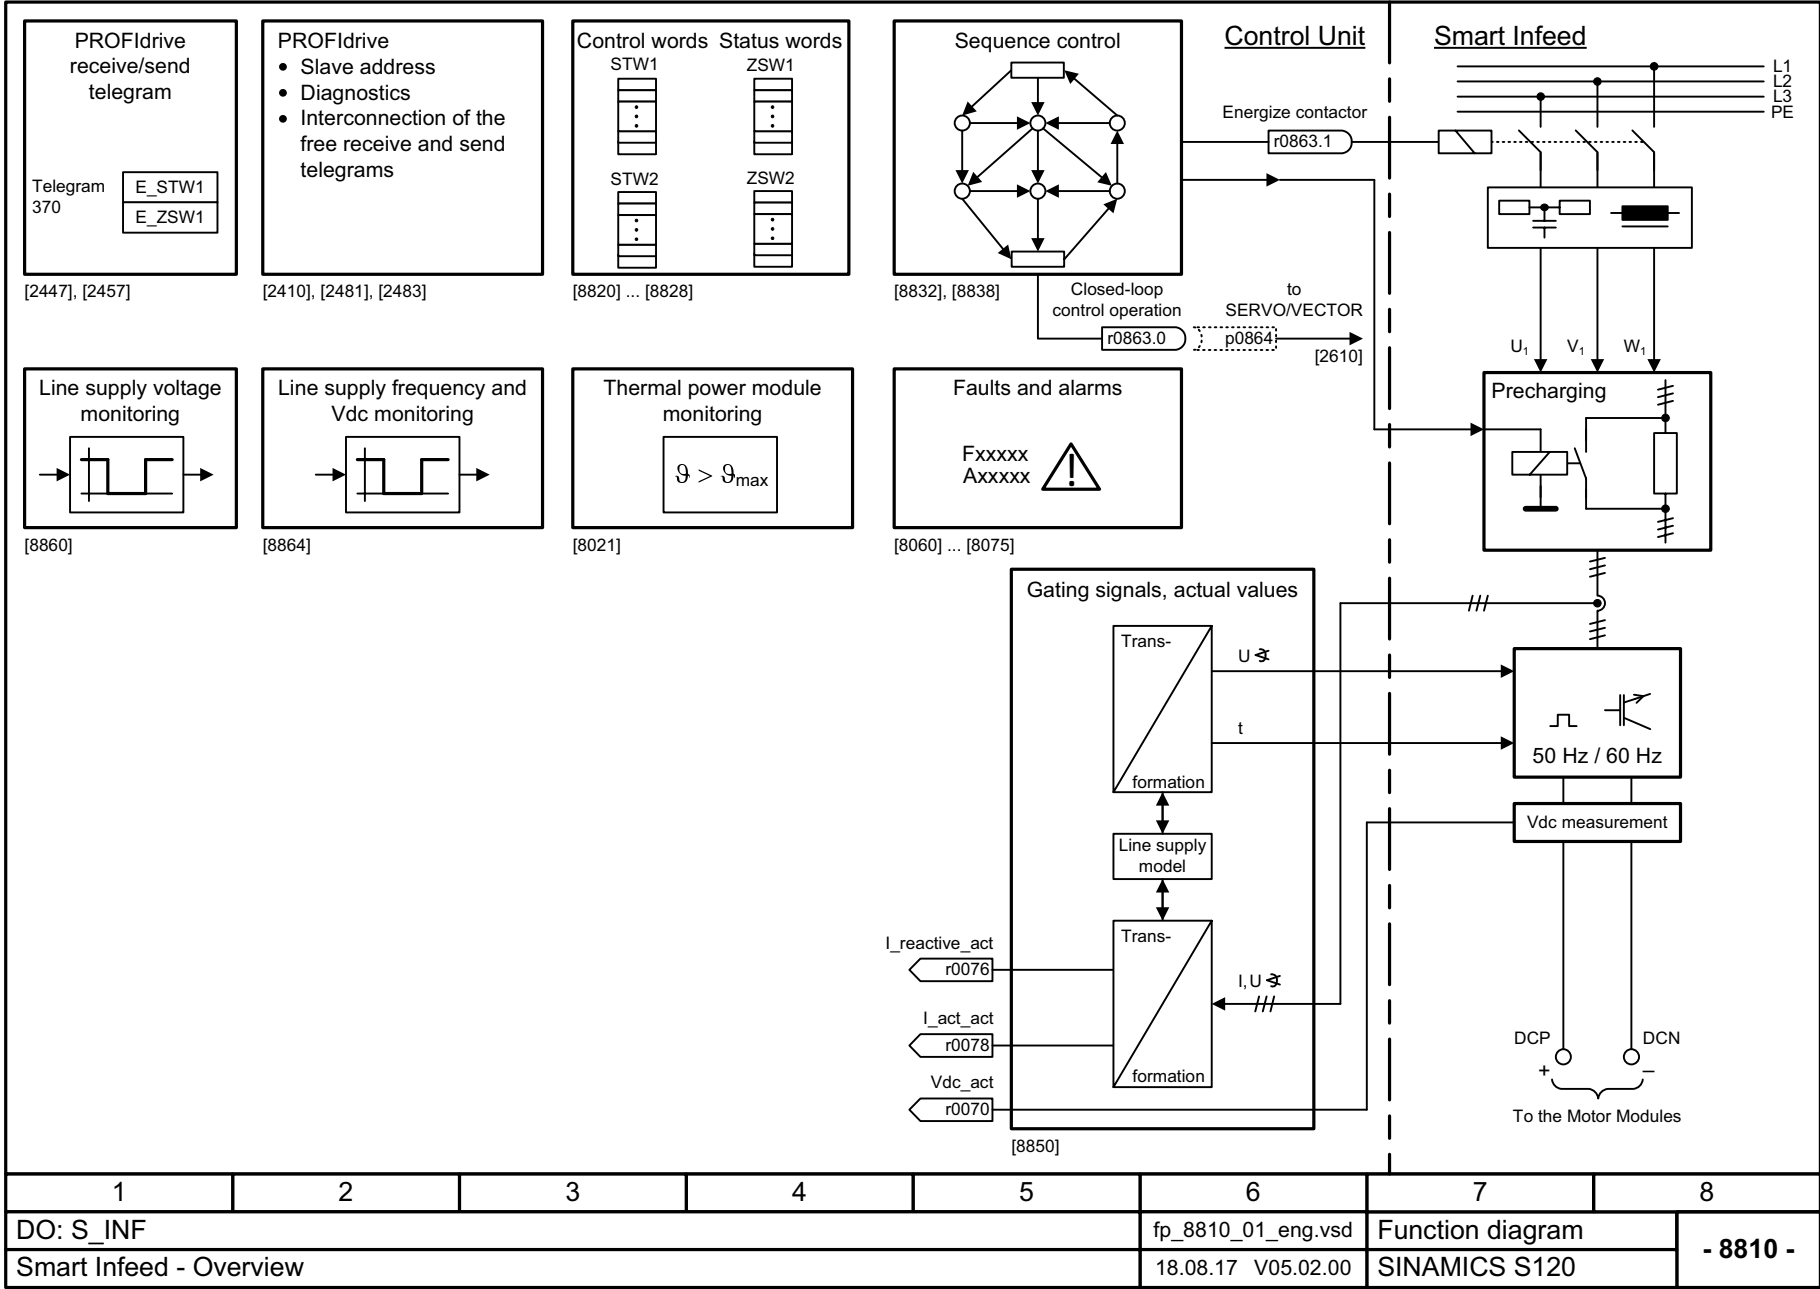 PROFIdrive
receive/send
telegram
Telegram
370
E_STW1
E_ZSW1
[2447], [2457]
PROFIdrive
• Slave address
• Diagnostics
• Interconnection of the
free receive and send
telegrams
[2410], [2481], [2483]
Control words Status words
STW1 ZSW1
STW2 ZSW2
[8820] ... [8828]
Sequence control
[8832], [8838]
Control Unit
Smart Infeed
L1
L2
L3
PE
Energize contactor
r0863.1
Closed-loop
control operation
r0863.0
to
SERVO/VECTOR
p0864
[2610]
U1 V1 W1
Line supply voltage
monitoring
[8860]
Line supply frequency and
Vdc monitoring
[8864]
Thermal power module
monitoring
ϑ > ϑmax
[8021]
Faults and alarms
Fxxxxx
Axxxxx
[8060] ... [8075]
Precharging
Gating signals, actual values
Trans-
formation
U ∢
t
Line supply
model
Trans-
formation
I,U ∢
I_reactive_act
r0076
I_act_act
r0078
Vdc_act
r0070
[8850]
50 Hz / 60 Hz
Vdc measurement
DCP DCN
+ –
To the Motor Modules
1 2 3 4 5 6 7 8
DO: S_INF fp_8810_01_eng.vsd Function diagram
- 8810 -
Smart Infeed - Overview 18.08.17 V05.02.00 SINAMICS S120